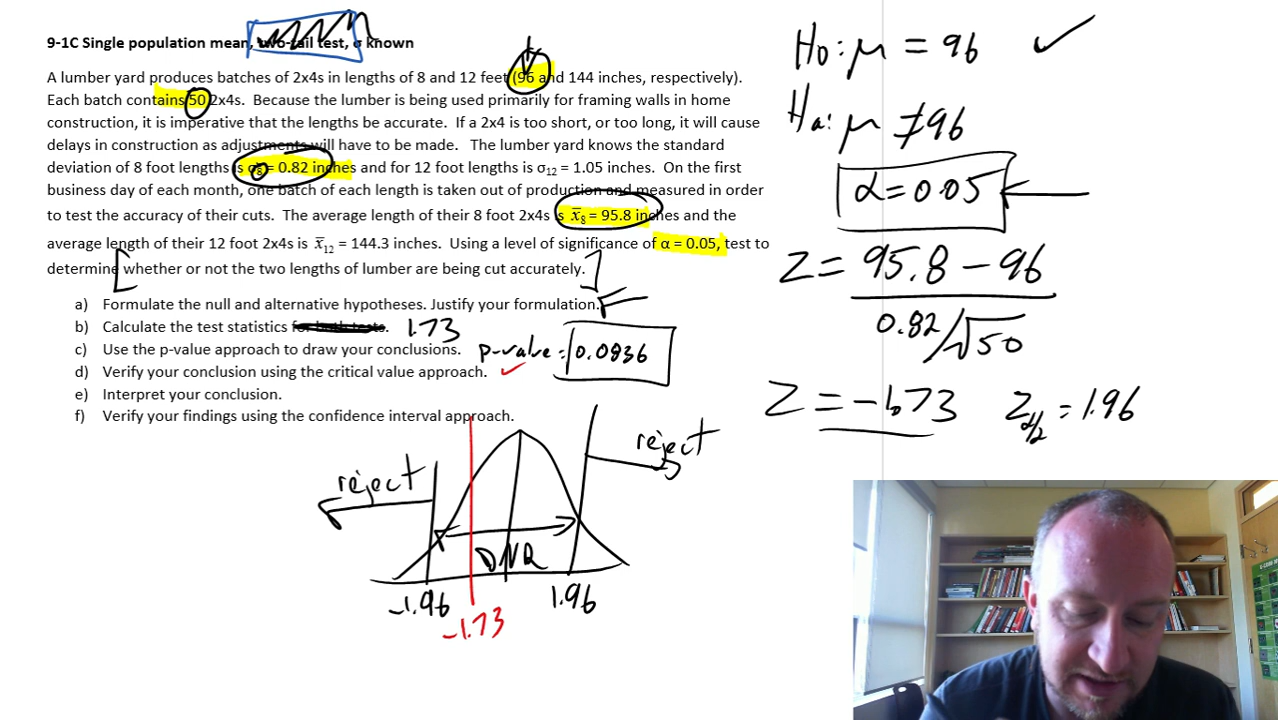 9-1C Single population mean, two-tail test, σ known
A lumber yard produces batches of 2x4s in lengths of 8 and 12 feet (96 and 144 inches, respectively).
Each batch contains 50 2x4s.  Because the lumber is being used primarily for framing walls in home
construction, it is imperative that the lengths be accurate.  If a 2x4 is too short, or too long, it will cause
delays in construction as adjustments will have to be made.   The lumber yard knows the standard
deviation of 8 foot lengths is σ₈ = 0.82 inches and for 12 foot lengths is σ₁₂ = 1.05 inches.  On the first
business day of each month, one batch of each length is taken out of production and measured in order
to test the accuracy of their cuts.  The average length of their 8 foot 2x4s is x̄₈ = 95.8 inches and the
average length of their 12 foot 2x4s is x̄₁₂ = 144.3 inches.  Using a level of significance of α = 0.05, test to
determine whether or not the two lengths of lumber are being cut accurately.
a) Formulate the null and alternative hypotheses. Justify your formulation.
b) Calculate the test statistics for both tests. 1.73
c) Use the p-value approach to draw your conclusions. p-value = 0.0836
d) Verify your conclusion using the critical value approach. ✓
e) Interpret your conclusion.
f) Verify your findings using the confidence interval approach.
reject
reject
DNR
-1.96
1.96
-1.73
Ho: μ = 96 ✓
Ha: μ ≠ 96
α = 0.05
Z = 95.8 - 96
0.82/√50
Z = -1.73
Zα/2 = 1.96